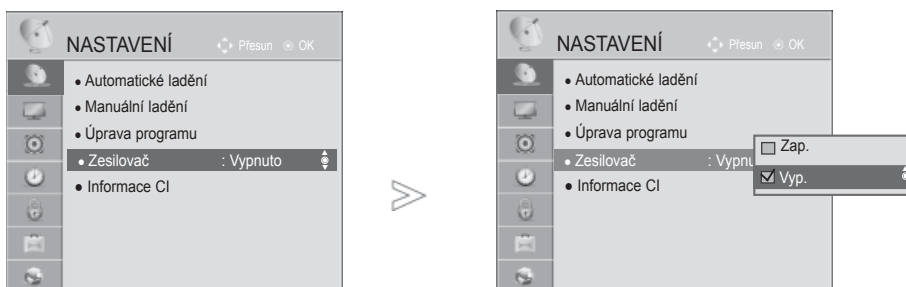 NASTAVENÍ Přesun OK
• Automatické ladění
• Manuální ladění
• Úprava programu
• Zesilovač : Vypnuto
• Informace CI
NASTAVENÍ Přesun OK
• Automatické ladění
• Manuální ladění
• Úprava programu
• Zesilovač : Vypnu
• Informace CI
Zap.
Vyp.